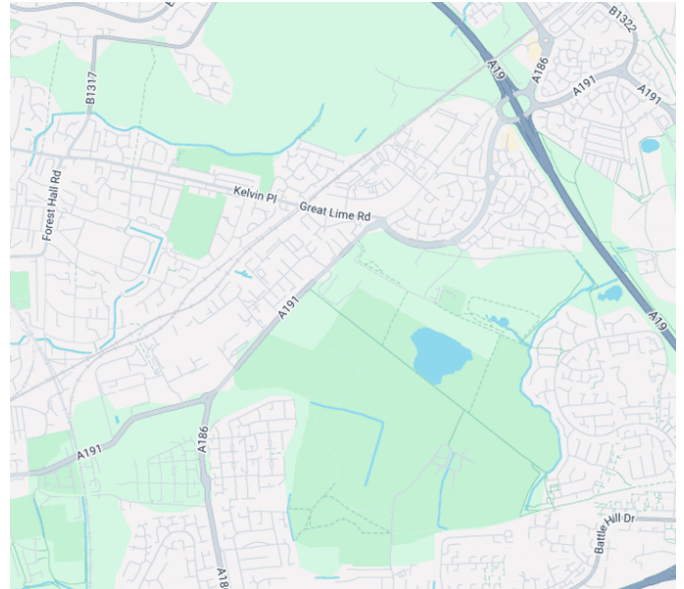 B1322
A19
A186
B1317
A191
A191
Forest Hall Rd
Kelvin Pl
Great Lime Rd
A191
A19
A186
A191
Battle Hill Dr